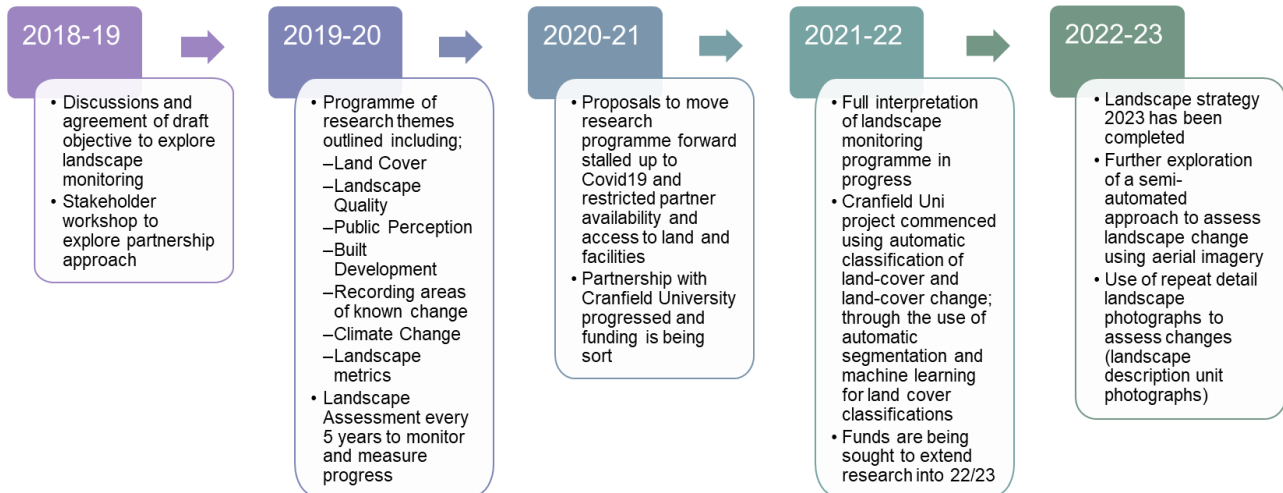 2018-19
• Discussions and
agreement of draft
objective to explore
landscape
monitoring
• Stakeholder
workshop to
explore partnership
approach
2019-20
• Programme of
research themes
outlined including;
–Land Cover
–Landscape
Quality
–Public Perception
–Built
Development
–Recording areas
of known change
–Climate Change
–Landscape
metrics
• Landscape
Assessment every
5 years to monitor
and measure
progress
2020-21
• Proposals to move
research
programme forward
stalled up to
Covid19 and
restricted partner
availability and
access to land and
facilities
• Partnership with
Cranfield University
progressed and
funding is being
sort
2021-22
• Full interpretation
of landscape
monitoring
programme in
progress
• Cranfield Uni
project commenced
using automatic
classification of
land-cover and
land-cover change;
through the use of
automatic
segmentation and
machine learning
for land cover
classifications
• Funds are being
sought to extend
research into 22/23
2022-23
• Landscape strategy
2023 has been
completed
• Further exploration
of a semi-
automated
approach to assess
landscape change
using aerial imagery
• Use of repeat detail
landscape
photographs to
assess changes
(landscape
description unit
photographs)